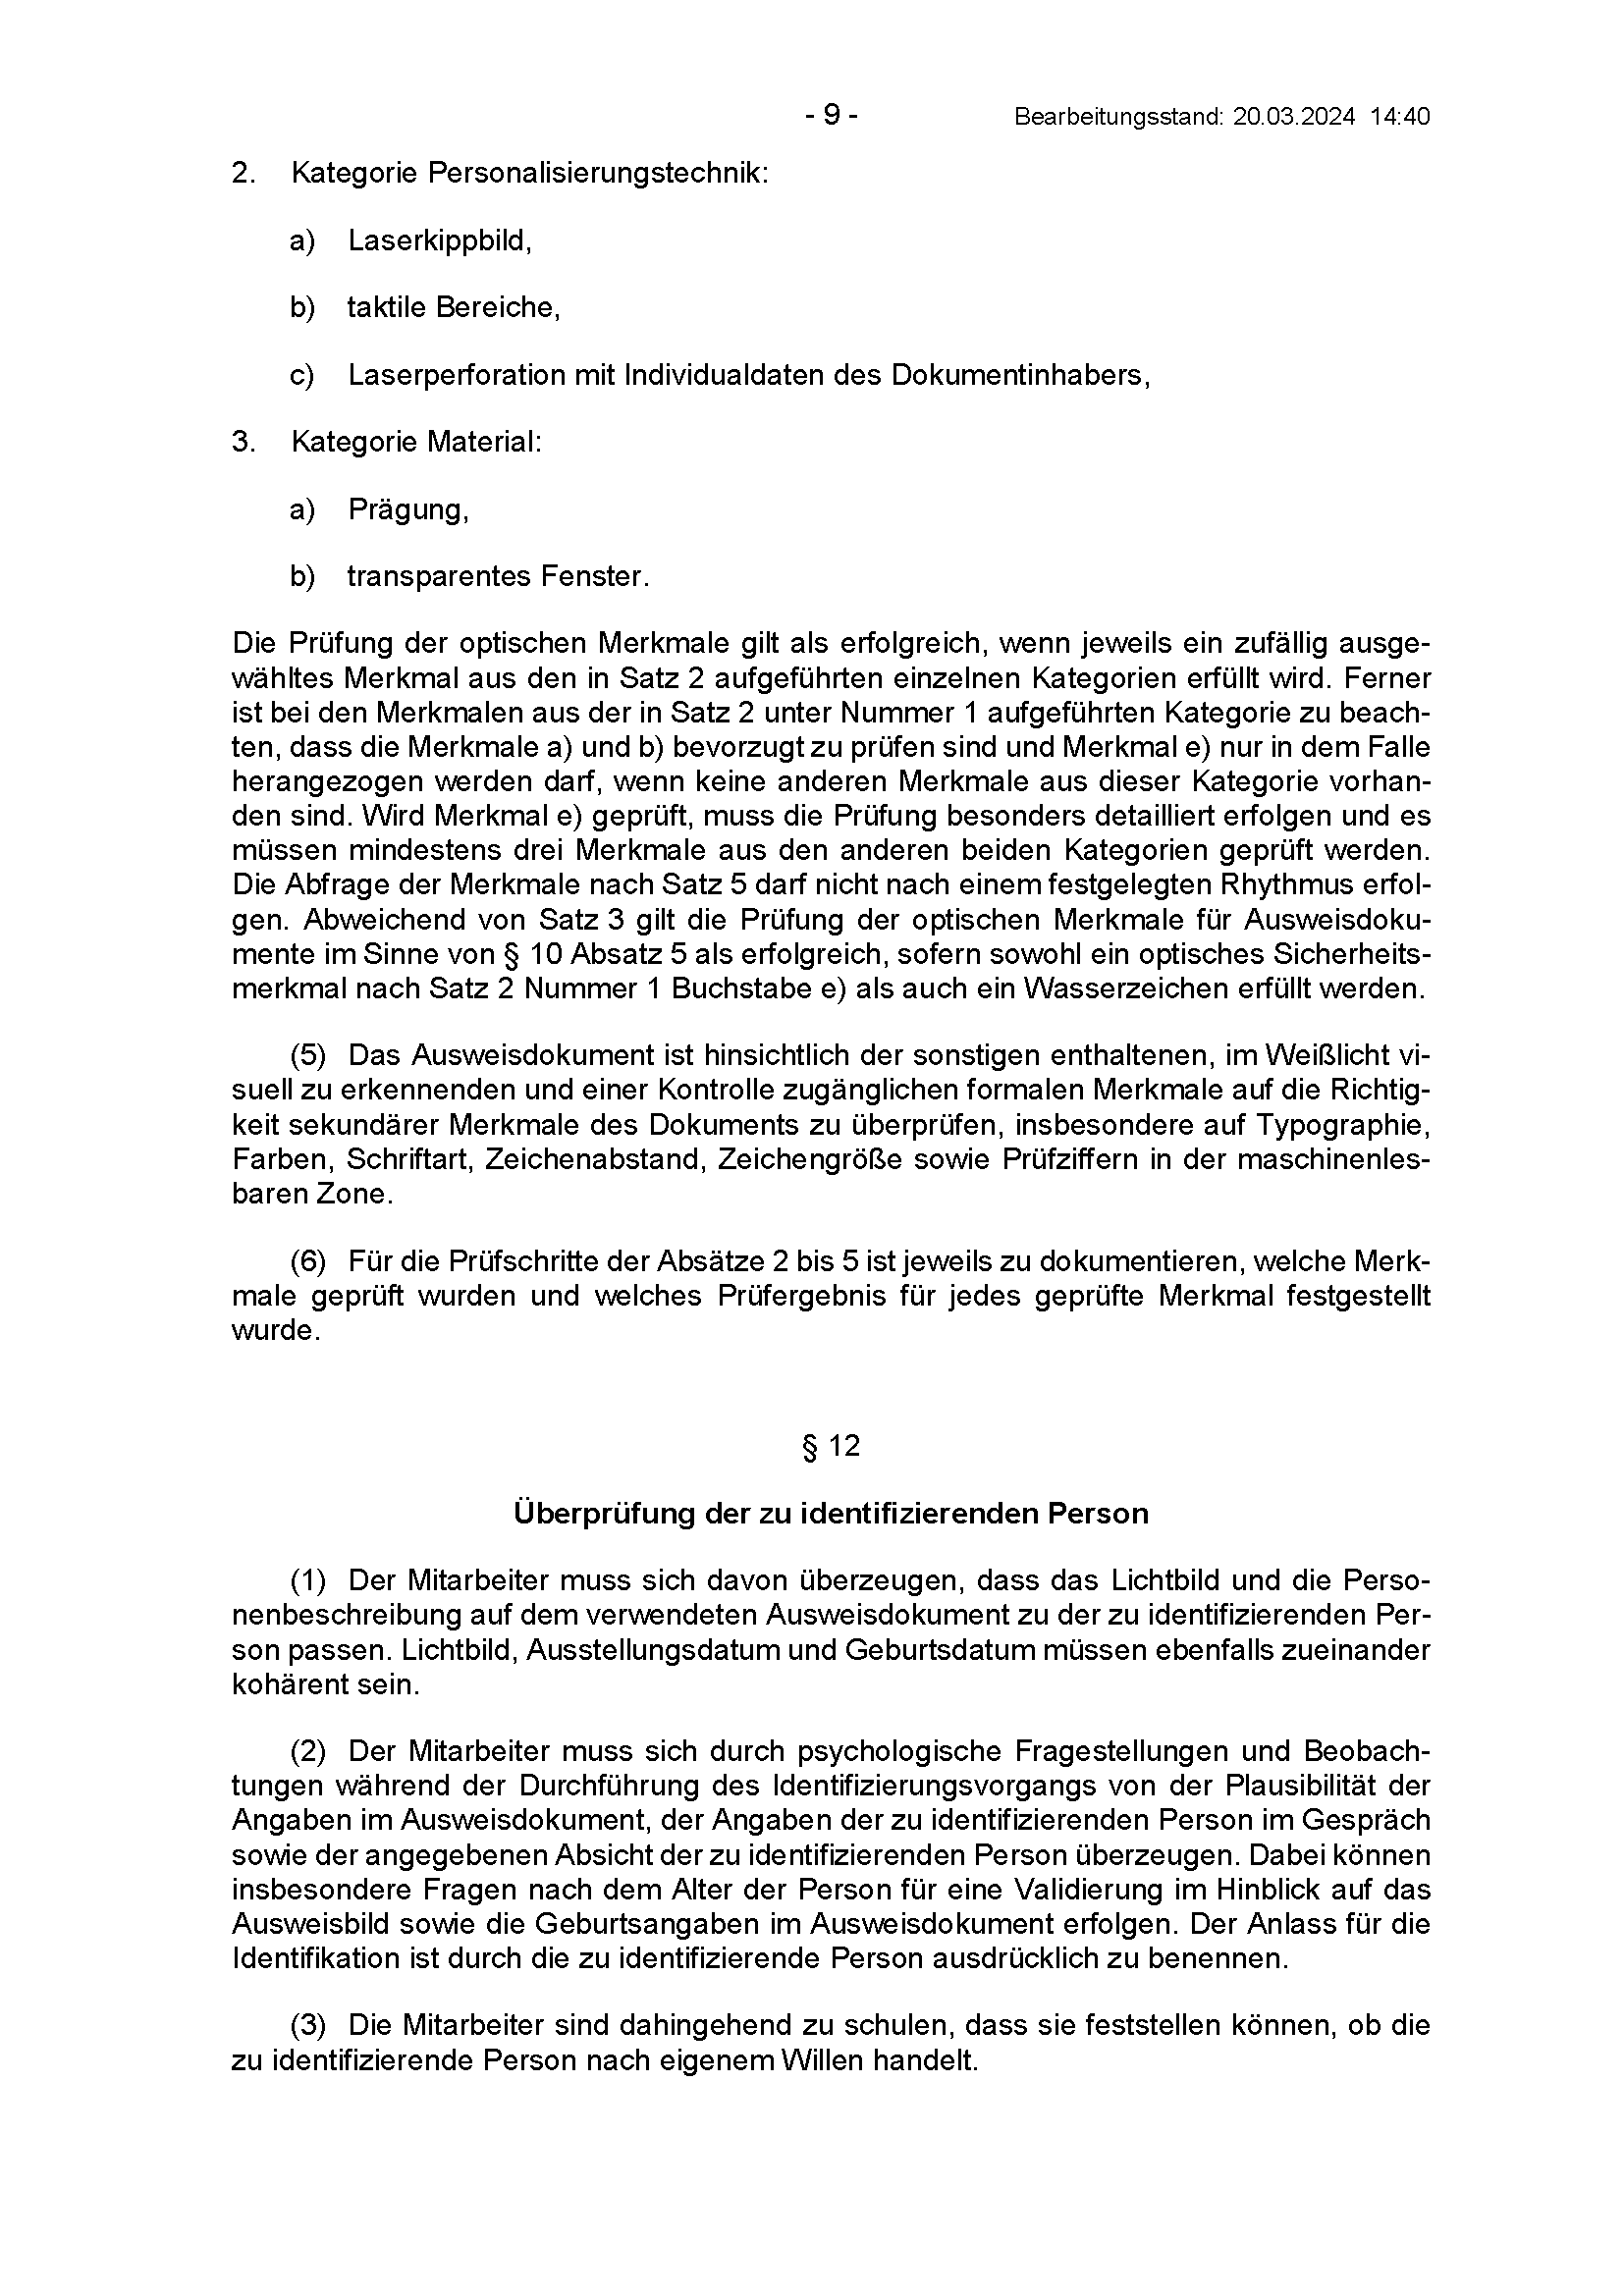 - 9 -
Bearbeitungsstand: 20.03.2024 14:40
2. Kategorie Personalisierungstechnik:
a) Laserkippbild,
b) taktile Bereiche,
c) Laserperforation mit Individualdaten des Dokumentinhabers,
3. Kategorie Material:
a) Prägung,
b) transparentes Fenster.
Die Prüfung der optischen Merkmale gilt als erfolgreich, wenn jeweils ein zufällig ausge-
wähltes Merkmal aus den in Satz 2 aufgeführten einzelnen Kategorien erfüllt wird. Ferner
ist bei den Merkmalen aus der in Satz 2 unter Nummer 1 aufgeführten Kategorie zu beach-
ten, dass die Merkmale a) und b) bevorzugt zu prüfen sind und Merkmal e) nur in dem Falle
herangezogen werden darf, wenn keine anderen Merkmale aus dieser Kategorie vorhan-
den sind. Wird Merkmal e) geprüft, muss die Prüfung besonders detailliert erfolgen und es
müssen mindestens drei Merkmale aus den anderen beiden Kategorien geprüft werden.
Die Abfrage der Merkmale nach Satz 5 darf nicht nach einem festgelegten Rhythmus erfol-
gen. Abweichend von Satz 3 gilt die Prüfung der optischen Merkmale für Ausweisdoku-
mente im Sinne von § 10 Absatz 5 als erfolgreich, sofern sowohl ein optisches Sicherheits-
merkmal nach Satz 2 Nummer 1 Buchstabe e) als auch ein Wasserzeichen erfüllt werden.
(5) Das Ausweisdokument ist hinsichtlich der sonstigen enthaltenen, im Weißlicht vi-
suell zu erkennenden und einer Kontrolle zugänglichen formalen Merkmale auf die Richtig-
keit sekundärer Merkmale des Dokuments zu überprüfen, insbesondere auf Typographie,
Farben, Schriftart, Zeichenabstand, Zeichengröße sowie Prüfziffern in der maschinenles-
baren Zone.
(6) Für die Prüfschritte der Absätze 2 bis 5 ist jeweils zu dokumentieren, welche Merk-
male geprüft wurden und welches Prüfergebnis für jedes geprüfte Merkmal festgestellt
wurde.
§ 12
Überprüfung der zu identifizierenden Person
(1) Der Mitarbeiter muss sich davon überzeugen, dass das Lichtbild und die Perso-
nenbeschreibung auf dem verwendeten Ausweisdokument zu der zu identifizierenden Per-
son passen. Lichtbild, Ausstellungsdatum und Geburtsdatum müssen ebenfalls zueinander
kohärent sein.
(2) Der Mitarbeiter muss sich durch psychologische Fragestellungen und Beobach-
tungen während der Durchführung des Identifizierungsvorgangs von der Plausibilität der
Angaben im Ausweisdokument, der Angaben der zu identifizierenden Person im Gespräch
sowie der angegebenen Absicht der zu identifizierenden Person überzeugen. Dabei können
insbesondere Fragen nach dem Alter der Person für eine Validierung im Hinblick auf das
Ausweisbild sowie die Geburtsangaben im Ausweisdokument erfolgen. Der Anlass für die
Identifikation ist durch die zu identifizierende Person ausdrücklich zu benennen.
(3) Die Mitarbeiter sind dahingehend zu schulen, dass sie feststellen können, ob die
zu identifizierende Person nach eigenem Willen handelt.